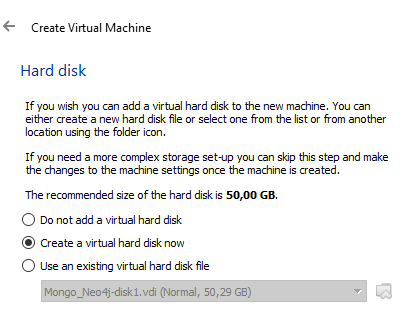 Create Virtual Machine
Hard disk
If you wish you can add a virtual hard disk to the new machine. You can
either create a new hard disk file or select one from the list or from another
location using the folder icon.
If you need a more complex storage set-up you can skip this step and make
the changes to the machine settings once the machine is created.
The recommended size of the hard disk is 50,00 GB.
Do not add a virtual hard disk
Create a virtual hard disk now
Use an existing virtual hard disk file
Mongo_Neo4j-disk1.vdi (Normal, 50,29 GB)